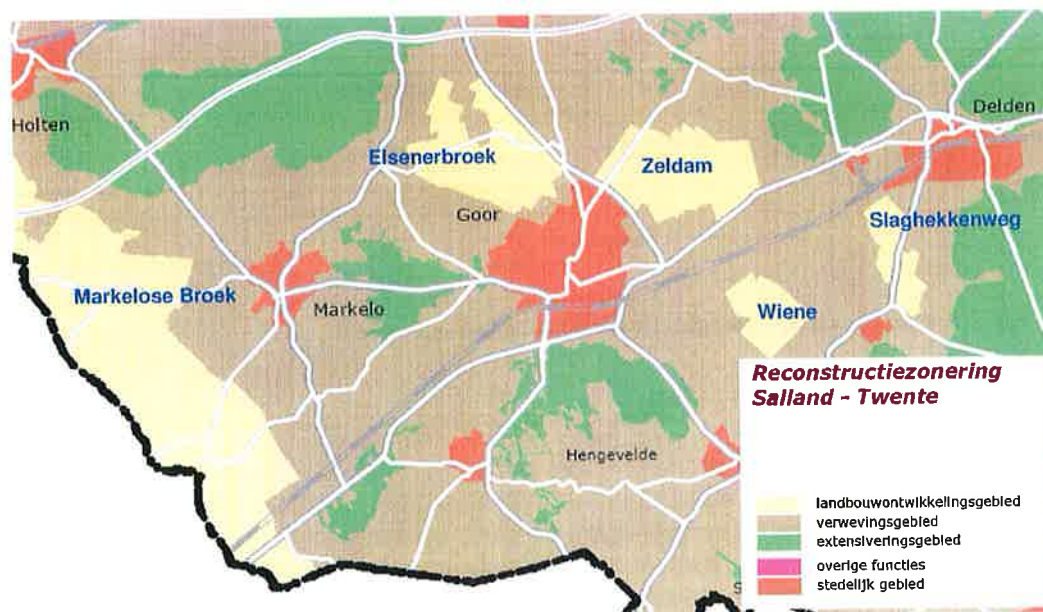 Holten
Delden
Elsenerbroek
Zeldam
Goor
Slaghekkenweg
Markelose Broek
Markelo
Wiene
Hengevelde
Reconstructiezonering
Salland - Twente
landbouwontwikkelingsgebied
verwevingsgebied
extensiveringsgebied
overige functies
stedelijk gebied
S